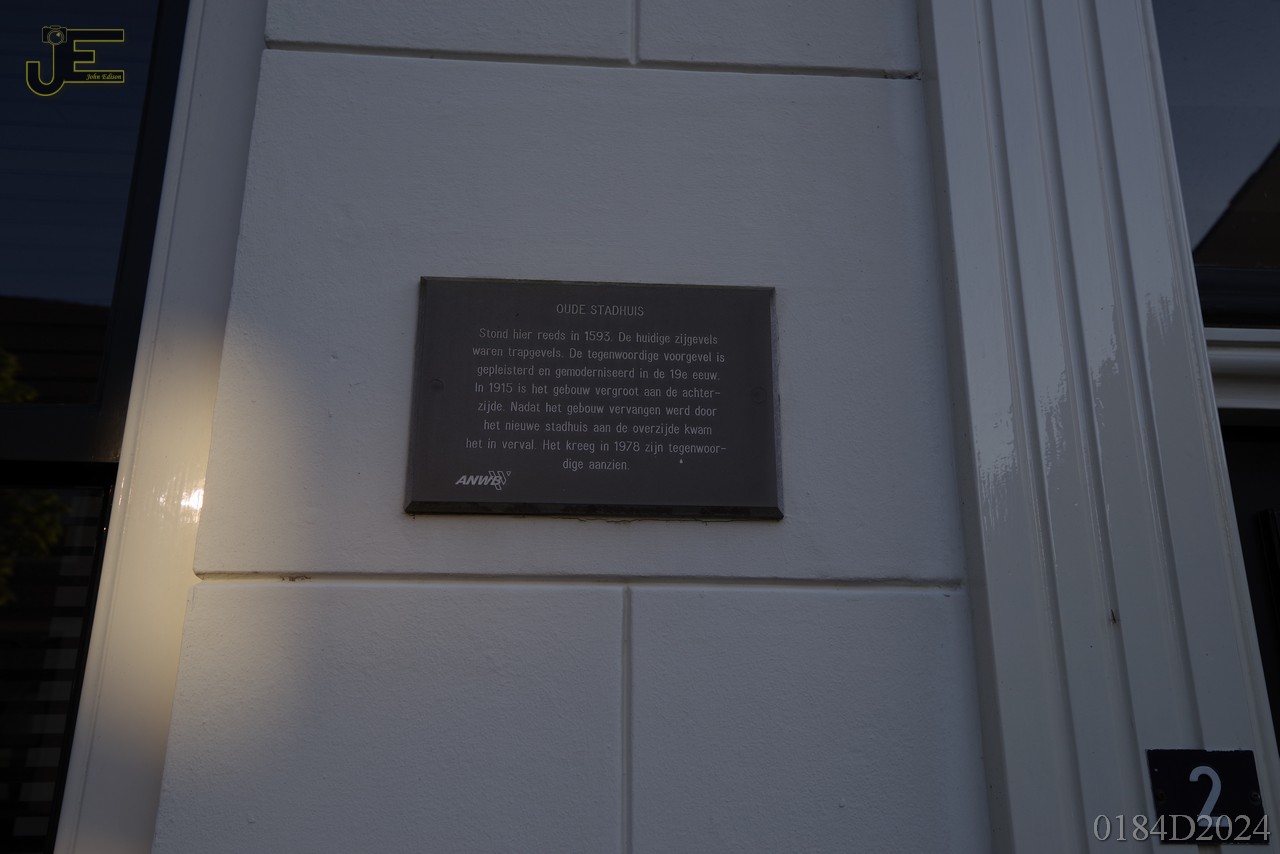 JE
John Edison
OUDE STADHUIS
Stond hier reeds in 1593. De huidige zijgevels
waren trapgevels. De tegenwoordige voorgevel is
gepleisterd en gemoderniseerd in de 19e eeuw.
In 1915 is het gebouw vergroot aan de achter-
zijde. Nadat het gebouw vervangen werd door
het nieuwe stadhuis aan de overzijde kwam
het in verval. Het kreeg in 1978 zijn tegenwoor-
dige aanzien.
ANWB
2
0184D2024